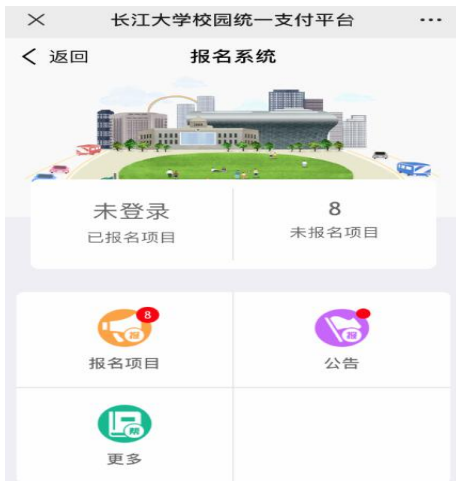 长江大学校园统一支付平台
返回 报名系统
未登录 8
已报名项目 未报名项目
8
报 报
报名项目 公告
更多